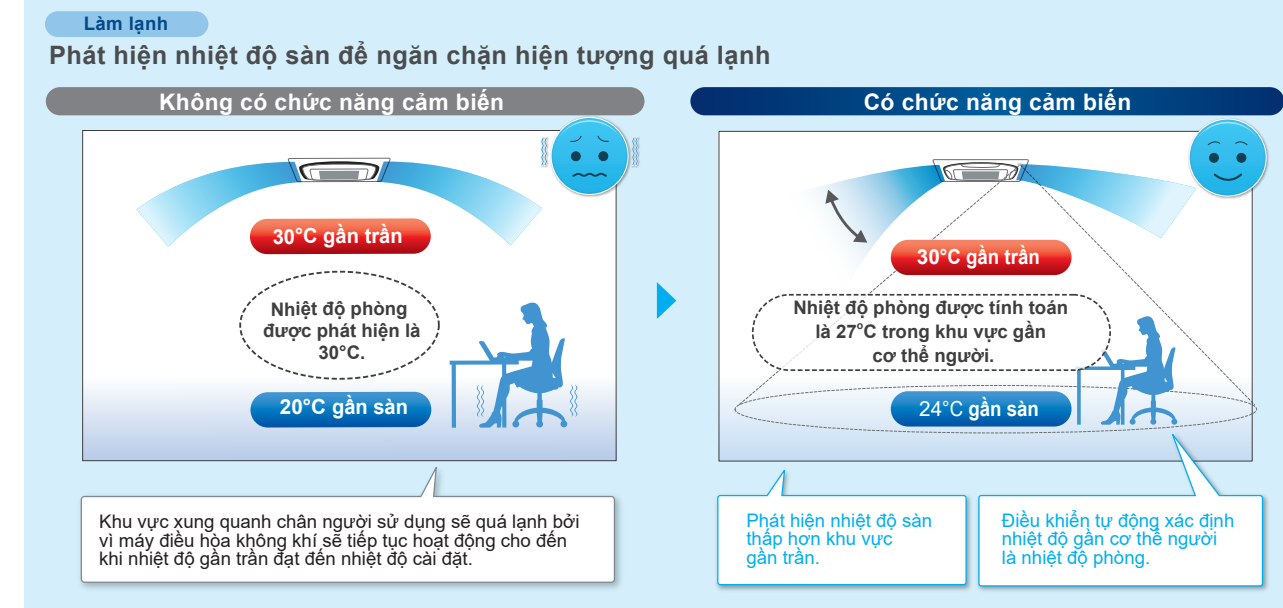 Làm lạnh
Phát hiện nhiệt độ sàn để ngăn chặn hiện tượng quá lạnh
Không có chức năng cảm biến
30°C gần trần
Nhiệt độ phòng
được phát hiện là
30°C.
20°C gần sàn
Khu vực xung quanh chân người sử dụng sẽ quá lạnh bởi
vì máy điều hòa không khí sẽ tiếp tục hoạt động cho đến
khi nhiệt độ gần trần đạt đến nhiệt độ cài đặt.
Có chức năng cảm biến
30°C gần trần
Nhiệt độ phòng được tính toán
là 27°C trong khu vực gần
cơ thể người.
24°C gần sàn
Phát hiện nhiệt độ sàn
thấp hơn khu vực
gần trần.
Điều khiển tự động xác định
nhiệt độ gần cơ thể người
là nhiệt độ phòng.